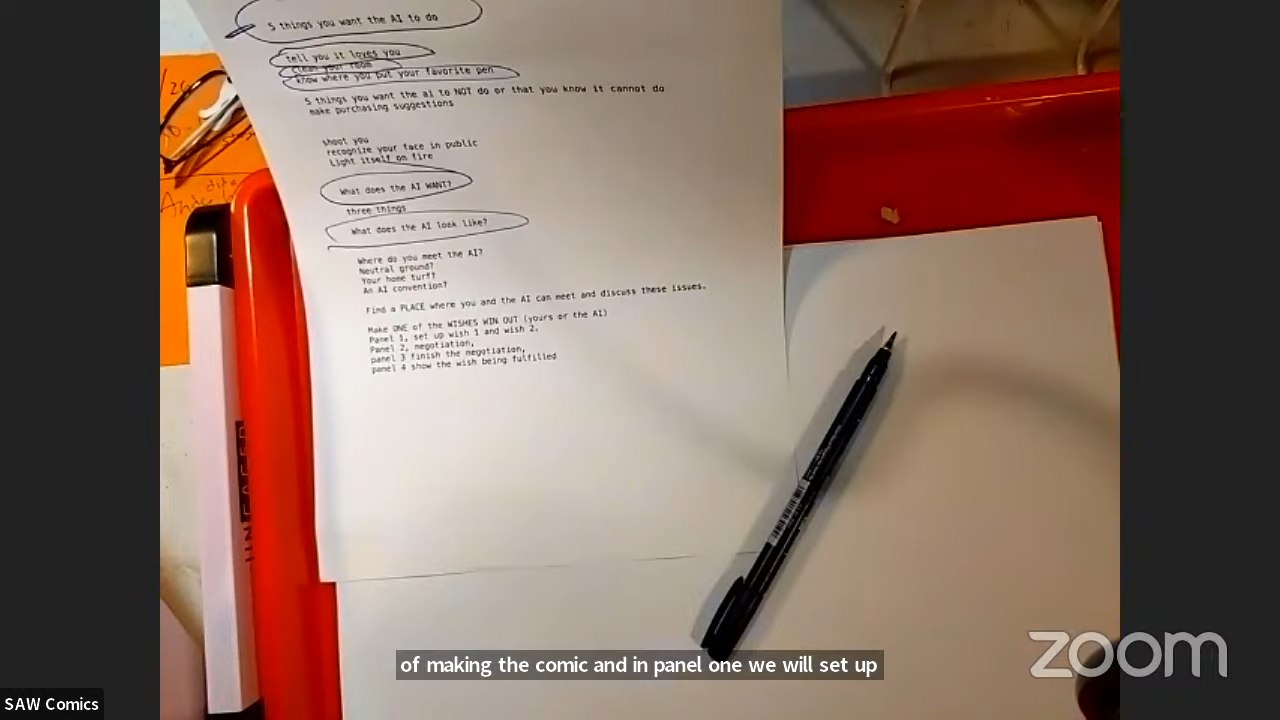 5 things you want the AI to do
tell you it loves you
clean your room
know where you put your favorite pen
5 things you want the ai to NOT do or that you know it cannot do
make purchasing suggestions
shoot you
recognize your face in public
Light itself on fire
What does the AI WANT?
three things
What does the AI look like?
Where do you meet the AI?
Neutral ground?
Your home turf?
An AI convention?
Find a PLACE where you and the AI can meet and discuss these issues.
Make ONE of the WISHES WIN OUT (yours or the AI)
Panel 1, set up wish 1 and wish 2,
Panel 2, negotiation,
panel 3 finish the negotiation,
panel 4 show the wish being fulfilled
of making the comic and in panel one we will set up
zoom
SAW Comics